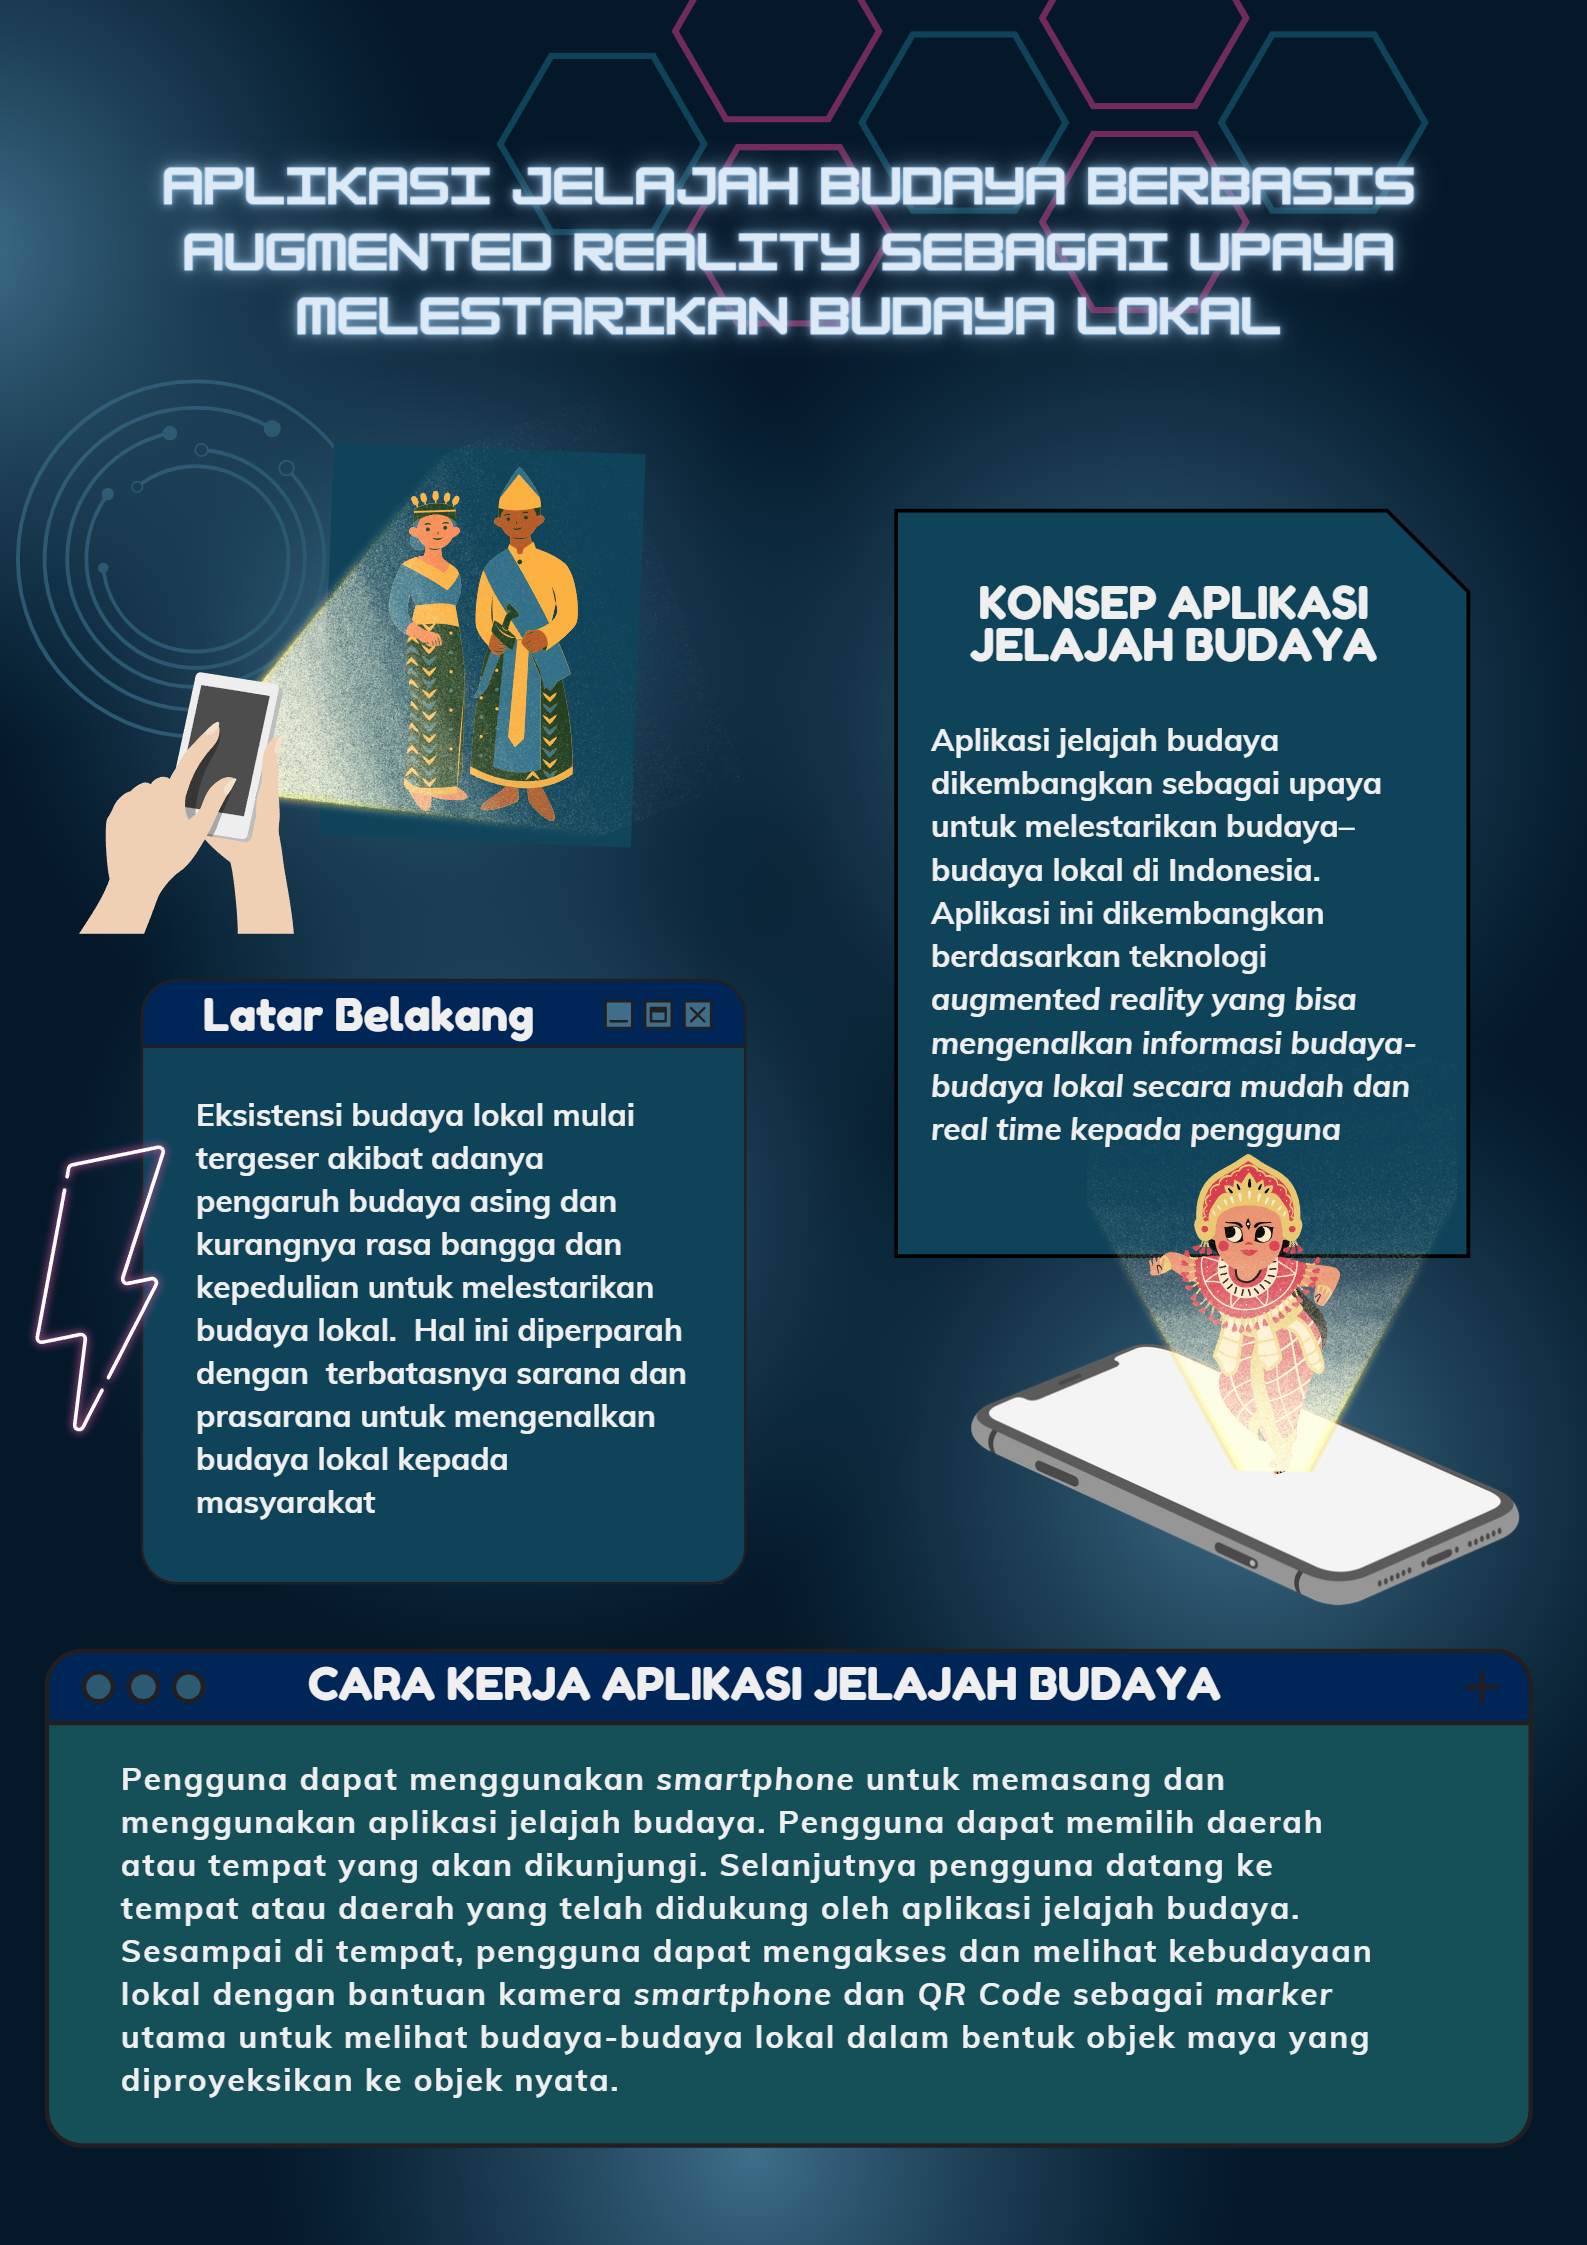 APLIKASI JELAJAH BUDAYA BERBASIS
AUGMENTED REALITY SEBAGAI UPAYA
MELESTARIKAN BUDAYA LOKAL
KONSEP APLIKASI
JELAJAH BUDAYA
Aplikasi jelajah budaya
dikembangkan sebagai upaya
untuk melestarikan budaya–
budaya lokal di Indonesia.
Aplikasi ini dikembangkan
berdasarkan teknologi
augmented reality yang bisa
mengenalkan informasi budaya-
budaya lokal secara mudah dan
real time kepada pengguna
Latar Belakang
Eksistensi budaya lokal mulai
tergeser akibat adanya
pengaruh budaya asing dan
kurangnya rasa bangga dan
kepedulian untuk melestarikan
budaya lokal.  Hal ini diperparah
dengan  terbatasnya sarana dan
prasarana untuk mengenalkan
budaya lokal kepada
masyarakat
CARA KERJA APLIKASI JELAJAH BUDAYA
Pengguna dapat menggunakan smartphone untuk memasang dan
menggunakan aplikasi jelajah budaya. Pengguna dapat memilih daerah
atau tempat yang akan dikunjungi. Selanjutnya pengguna datang ke
tempat atau daerah yang telah didukung oleh aplikasi jelajah budaya.
Sesampai di tempat, pengguna dapat mengakses dan melihat kebudayaan
lokal dengan bantuan kamera smartphone dan QR Code sebagai marker
utama untuk melihat budaya-budaya lokal dalam bentuk objek maya yang
diproyeksikan ke objek nyata.